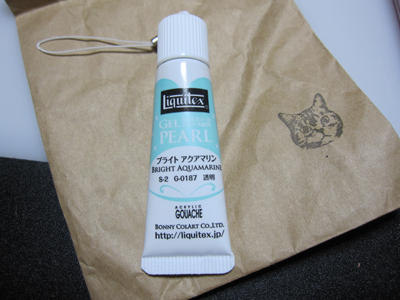 Liquitex
GEL
PEARL
ブライト アクアマリン
BRIGHT AQUAMARINE
S-2 G-0187 透明
ACRYLIC
GOUACHE
BONNY COLART CO.,LTD.
http://liquitex.jp/